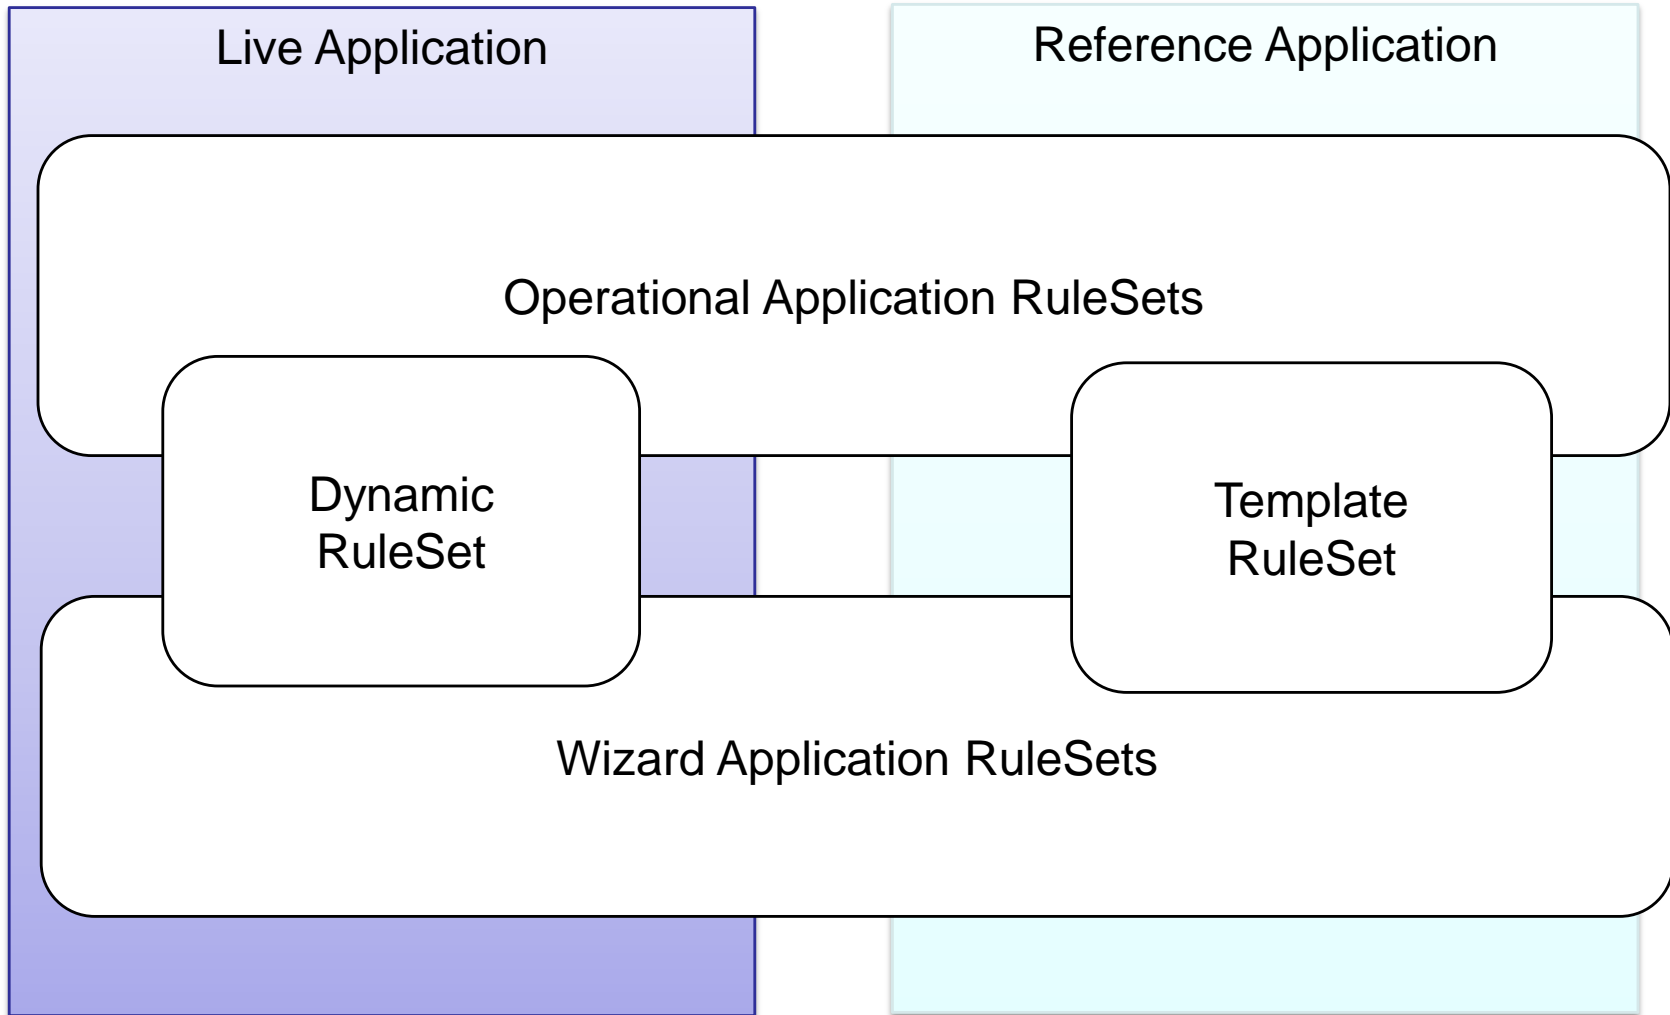 Live Application
Reference Application
Operational Application RuleSets
Dynamic
RuleSet
Template
RuleSet
Wizard Application RuleSets